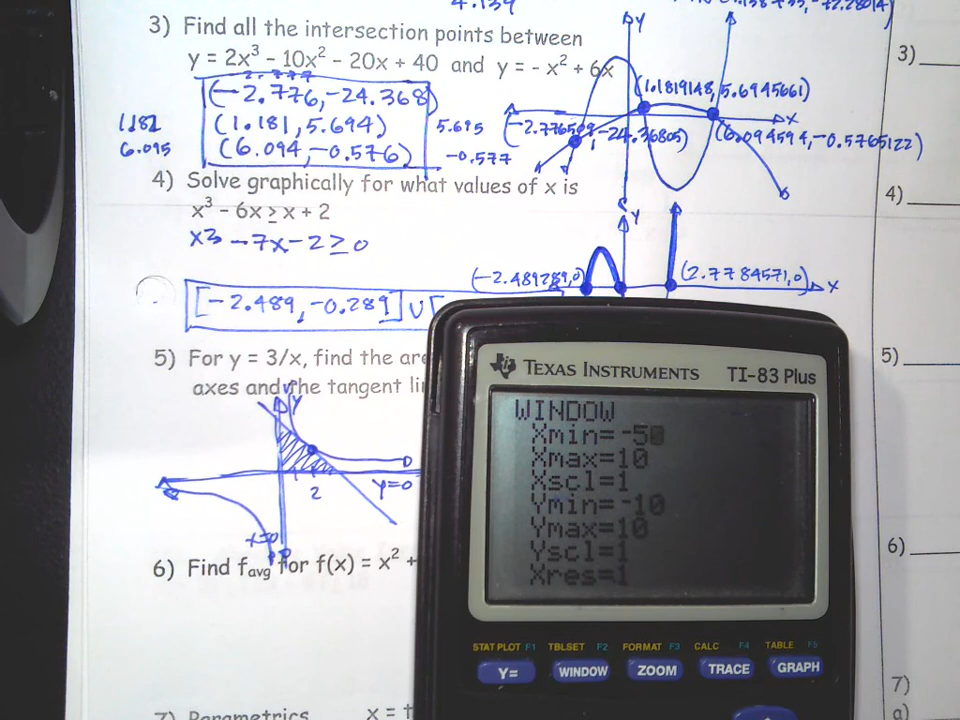 4.139
3) Find all the intersection points between
y = 2x³ - 10x² - 20x + 40 and y = - x² + 6x
(-2.776, -24.368)
(1.181, 5.694)
(6.094, -0.576)
-2.777
1.182
6.095
5.695
-0.577
y
x
(1.1819148, 5.6945661)
-24.36805)
(6.094594, -0.5765122)
4) Solve graphically for what values of x is
x³ - 6x ≥ x + 2
x3 - 7x - 2 ≥ 0
[-2.489, -0.289] U [
y
(-2.489289, 0)
(2.7784571, 0)
x
5) For y = 3/x, find the are
axes and the tangent li
y
y=0
2
x=0
6) Find favg for f(x) = x² +
7) Parametrics x = t
3)
4)
5)
6)
7)
a)
TEXAS INSTRUMENTS TI-83 Plus
WINDOW
Xmin=-50
Xmax=10
Xscl=1
Ymin=-10
Ymax=10
Yscl=1
Xres=1
STAT PLOT F1 TBLSET F2 FORMAT F3 CALC F4 TABLE F5
Y= WINDOW ZOOM TRACE GRAPH